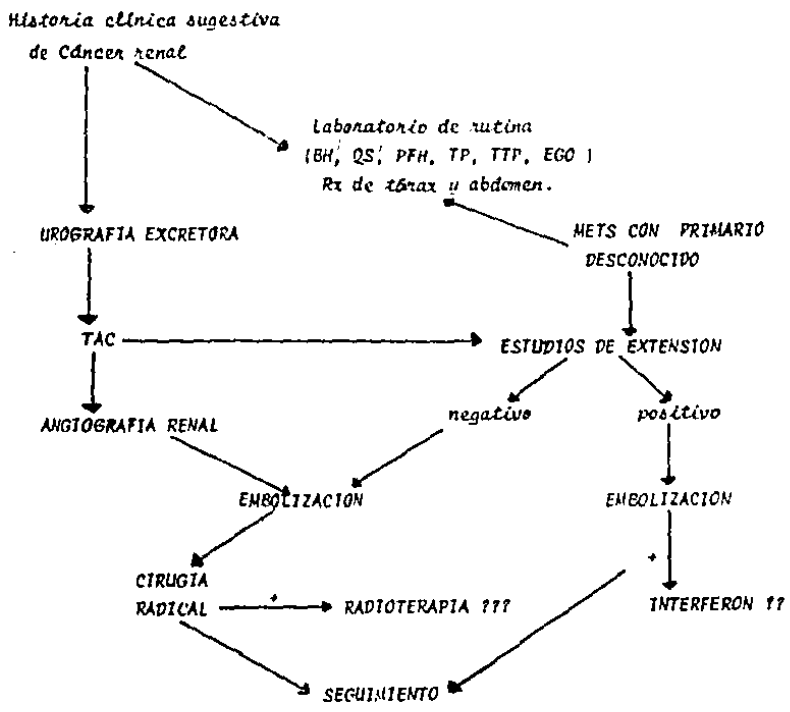 Historia clínica sugestiva
de Cáncer renal
Laboratorio de rutina
(BH, QS, PFH, TP, TTP, EGO )
Rx de tórax y abdomen.
UROGRAFIA EXCRETORA
METS CON PRIMARIO
DESCONOCIDO
TAC
ESTUDIOS DE EXTENSION
negativo
positivo
ANGIOGRAFIA RENAL
EMBOLIZACION
EMBOLIZACION
+
CIRUGIA
RADICAL
+
RADIOTERAPIA ???
INTERFERON ??
SEGUIMIENTO